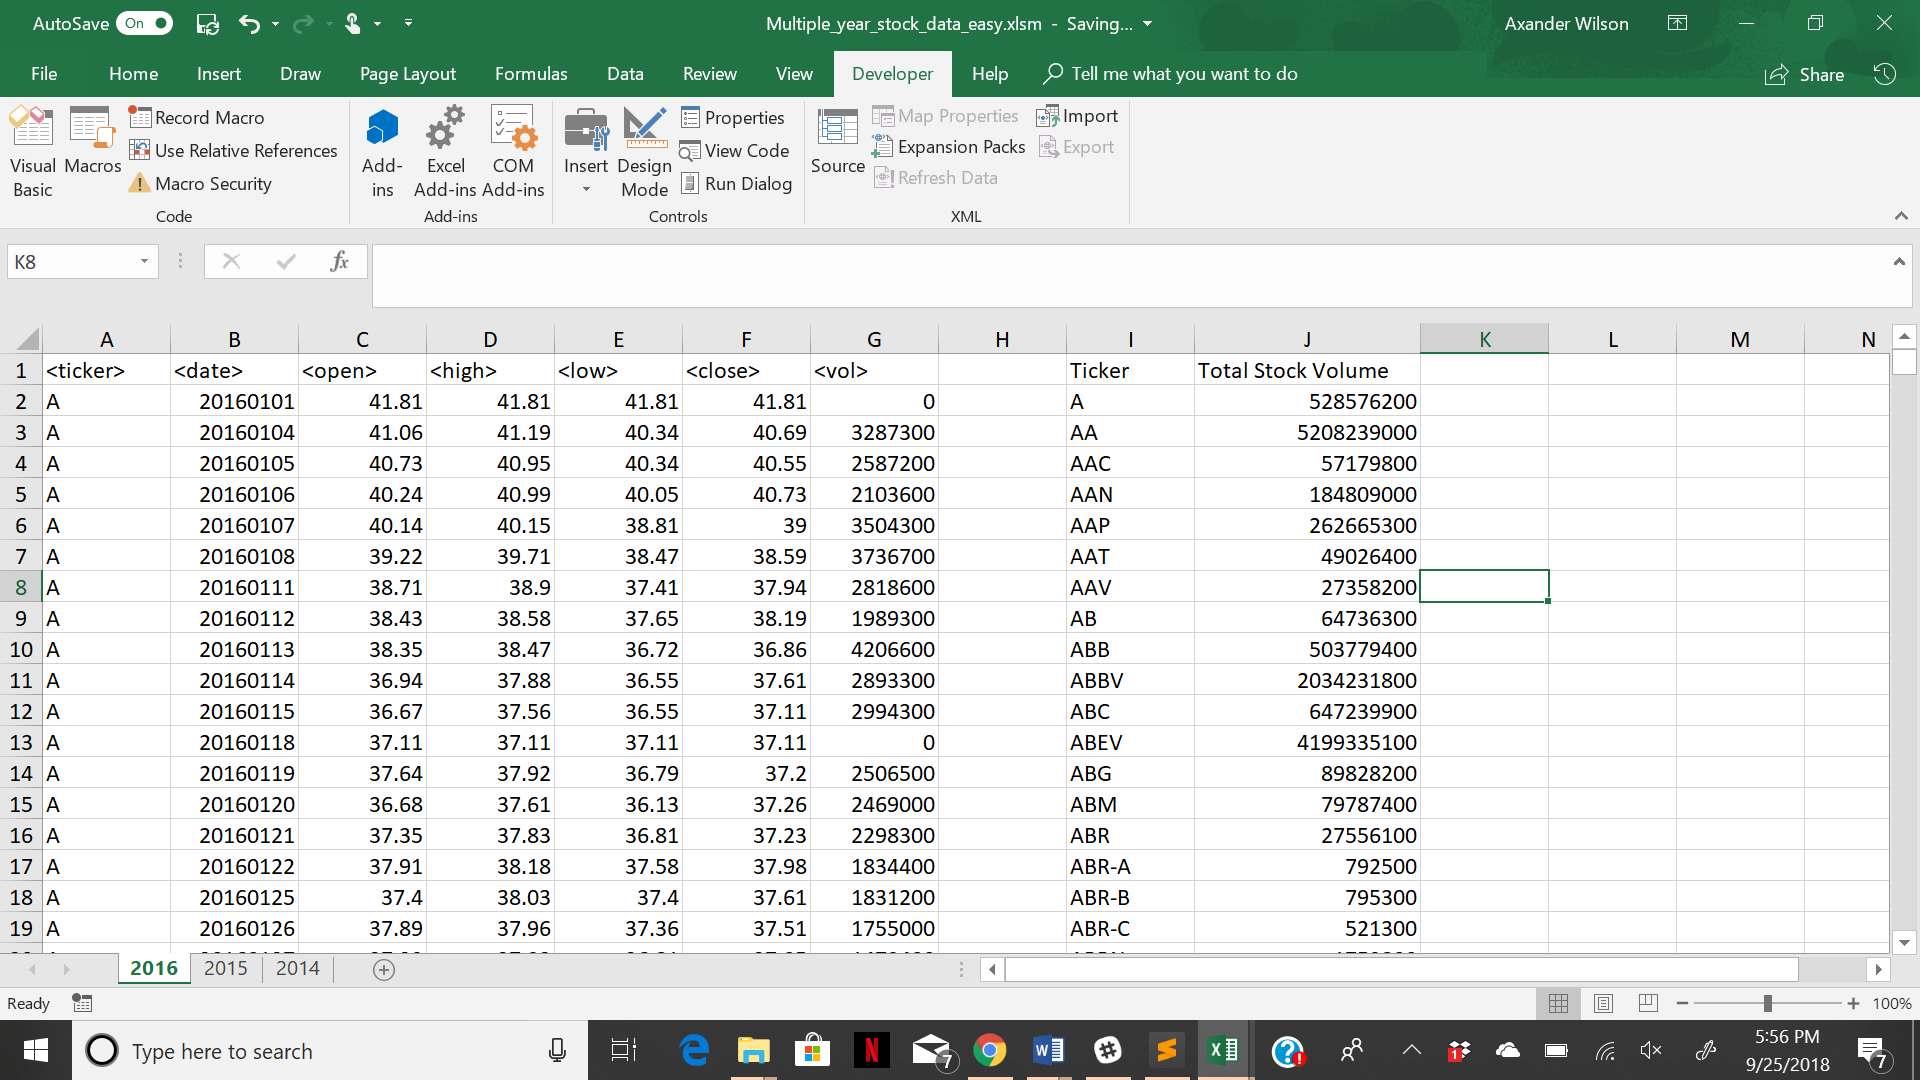 AutoSave On Multiple_year_stock_data_easy.xlsm - Saving... Axander Wilson
File Home Insert Draw Page Layout Formulas Data Review View Developer Help Tell me what you want to do Share
Visual Basic Macros Record Macro Use Relative References Macro Security Code
Add-ins Excel Add-ins COM Add-ins Add-ins
Insert Design Mode Properties View Code Run Dialog Controls
Source Map Properties Expansion Packs Refresh Data Import Export XML
K8 fx
A B C D E F G H I J K L M N
1 <ticker> <date> <open> <high> <low> <close> <vol> Ticker Total Stock Volume
2 A 20160101 41.81 41.81 41.81 41.81 0 A 528576200
3 A 20160104 41.06 41.19 40.34 40.69 3287300 AA 5208239000
4 A 20160105 40.73 40.95 40.34 40.55 2587200 AAC 57179800
5 A 20160106 40.24 40.99 40.05 40.73 2103600 AAN 184809000
6 A 20160107 40.14 40.15 38.81 39 3504300 AAP 262665300
7 A 20160108 39.22 39.71 38.47 38.59 3736700 AAT 49026400
8 A 20160111 38.71 38.9 37.41 37.94 2818600 AAV 27358200
9 A 20160112 38.43 38.58 37.65 38.19 1989300 AB 64736300
10 A 20160113 38.35 38.47 36.72 36.86 4206600 ABB 503779400
11 A 20160114 36.94 37.88 36.55 37.61 2893300 ABBV 2034231800
12 A 20160115 36.67 37.56 36.55 37.11 2994300 ABC 647239900
13 A 20160118 37.11 37.11 37.11 37.11 0 ABEV 4199335100
14 A 20160119 37.64 37.92 36.79 37.2 2506500 ABG 89828200
15 A 20160120 36.68 37.61 36.13 37.26 2469000 ABM 79787400
16 A 20160121 37.35 37.83 36.81 37.23 2298300 ABR 27556100
17 A 20160122 37.91 38.18 37.58 37.98 1834400 ABR-A 792500
18 A 20160125 37.4 38.03 37.4 37.61 1831200 ABR-B 795300
19 A 20160126 37.89 37.96 37.36 37.51 1755000 ABR-C 521300
2016 2015 2014
Ready 100%
Type here to search N 7 1 5:56 PM 7
9/25/2018